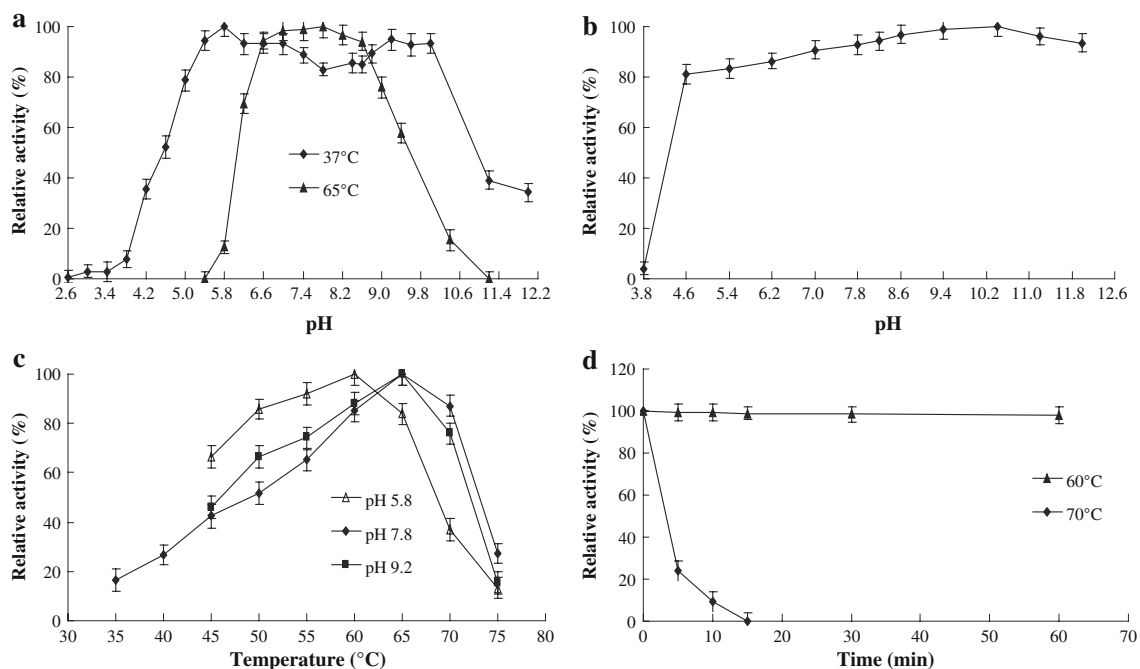 a
Relative activity (%)
100
80
60
40
20
0
37°C
65°C
2.6 3.4 4.2 5.0 5.8 6.6 7.4 8.2 9.0 9.8 10.6 11.4 12.2
pH
b
Relative activity (%)
100
80
60
40
20
0
3.8 4.6 5.4 6.2 7.0 7.8 8.6 9.4 10.2 11.0 11.8 12.6
pH
c
Relative activity (%)
100
80
60
40
20
0
pH 5.8
pH 7.8
pH 9.2
30 35 40 45 50 55 60 65 70 75 80
Temperature (°C)
d
Relative activity (%)
120
100
80
60
40
20
0
60°C
70°C
0 10 20 30 40 50 60 70
Time (min)